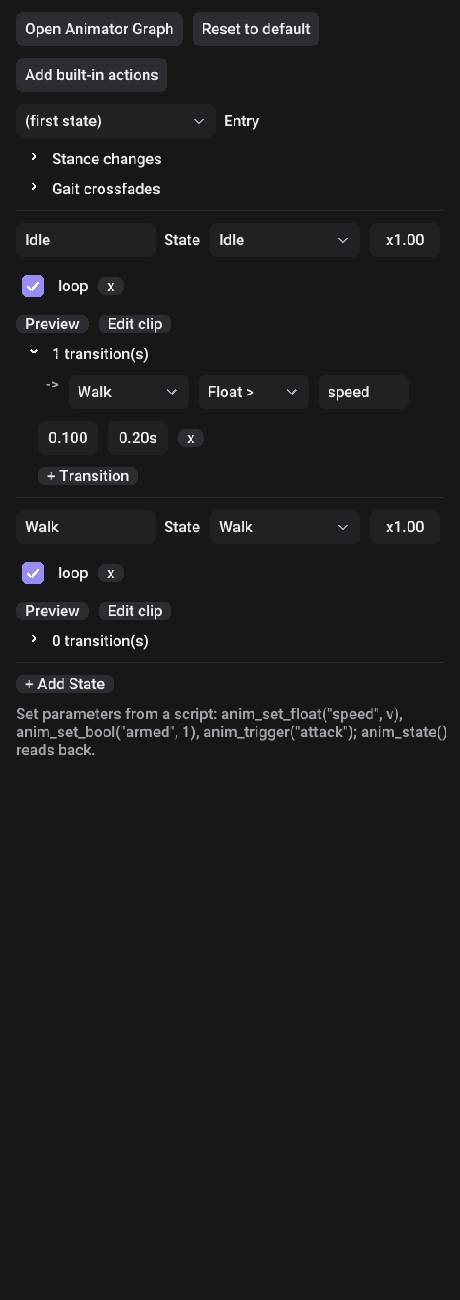 Open Animator Graph Reset to default
Add built-in actions
(first state) Entry
Stance changes
Gait crossfades
Idle State Idle x1.00
loop x
Preview Edit clip
1 transition(s)
-> Walk Float > speed
0.100 0.20s x
+ Transition
Walk State Walk x1.00
loop x
Preview Edit clip
0 transition(s)
+ Add State
Set parameters from a script: anim_set_float("speed", v),
anim_set_bool("armed", 1), anim_trigger("attack"); anim_state()
reads back.